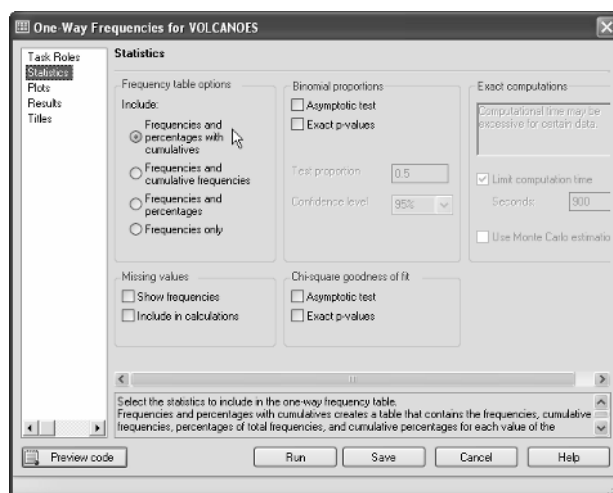 One-Way Frequencies for VOLCANOES
Task Roles
Statistics
Plots
Results
Titles
Statistics
Frequency table options
Include:
Frequencies and
percentages with
cumulatives
Frequencies and
cumulative frequencies
Frequencies and
percentages
Frequencies only
Missing values
Show frequencies
Include in calculations
Binomial proportions
Asymptotic test
Exact p-values
Test proportion
0.5
Confidence level
95%
Chi-square goodness of fit
Asymptotic test
Exact p-values
Exact computations
Computational time may be
excessive for certain data.
Limit computation time
Seconds:
900
Use Monte Carlo estimatio
Select the statistics to include in the one-way frequency table.
Frequencies and percentages with cumulatives creates a table that contains the frequencies, cumulative
frequencies, percentages of total frequencies, and cumulative percentages for each value of the
Preview code
Run
Save
Cancel
Help